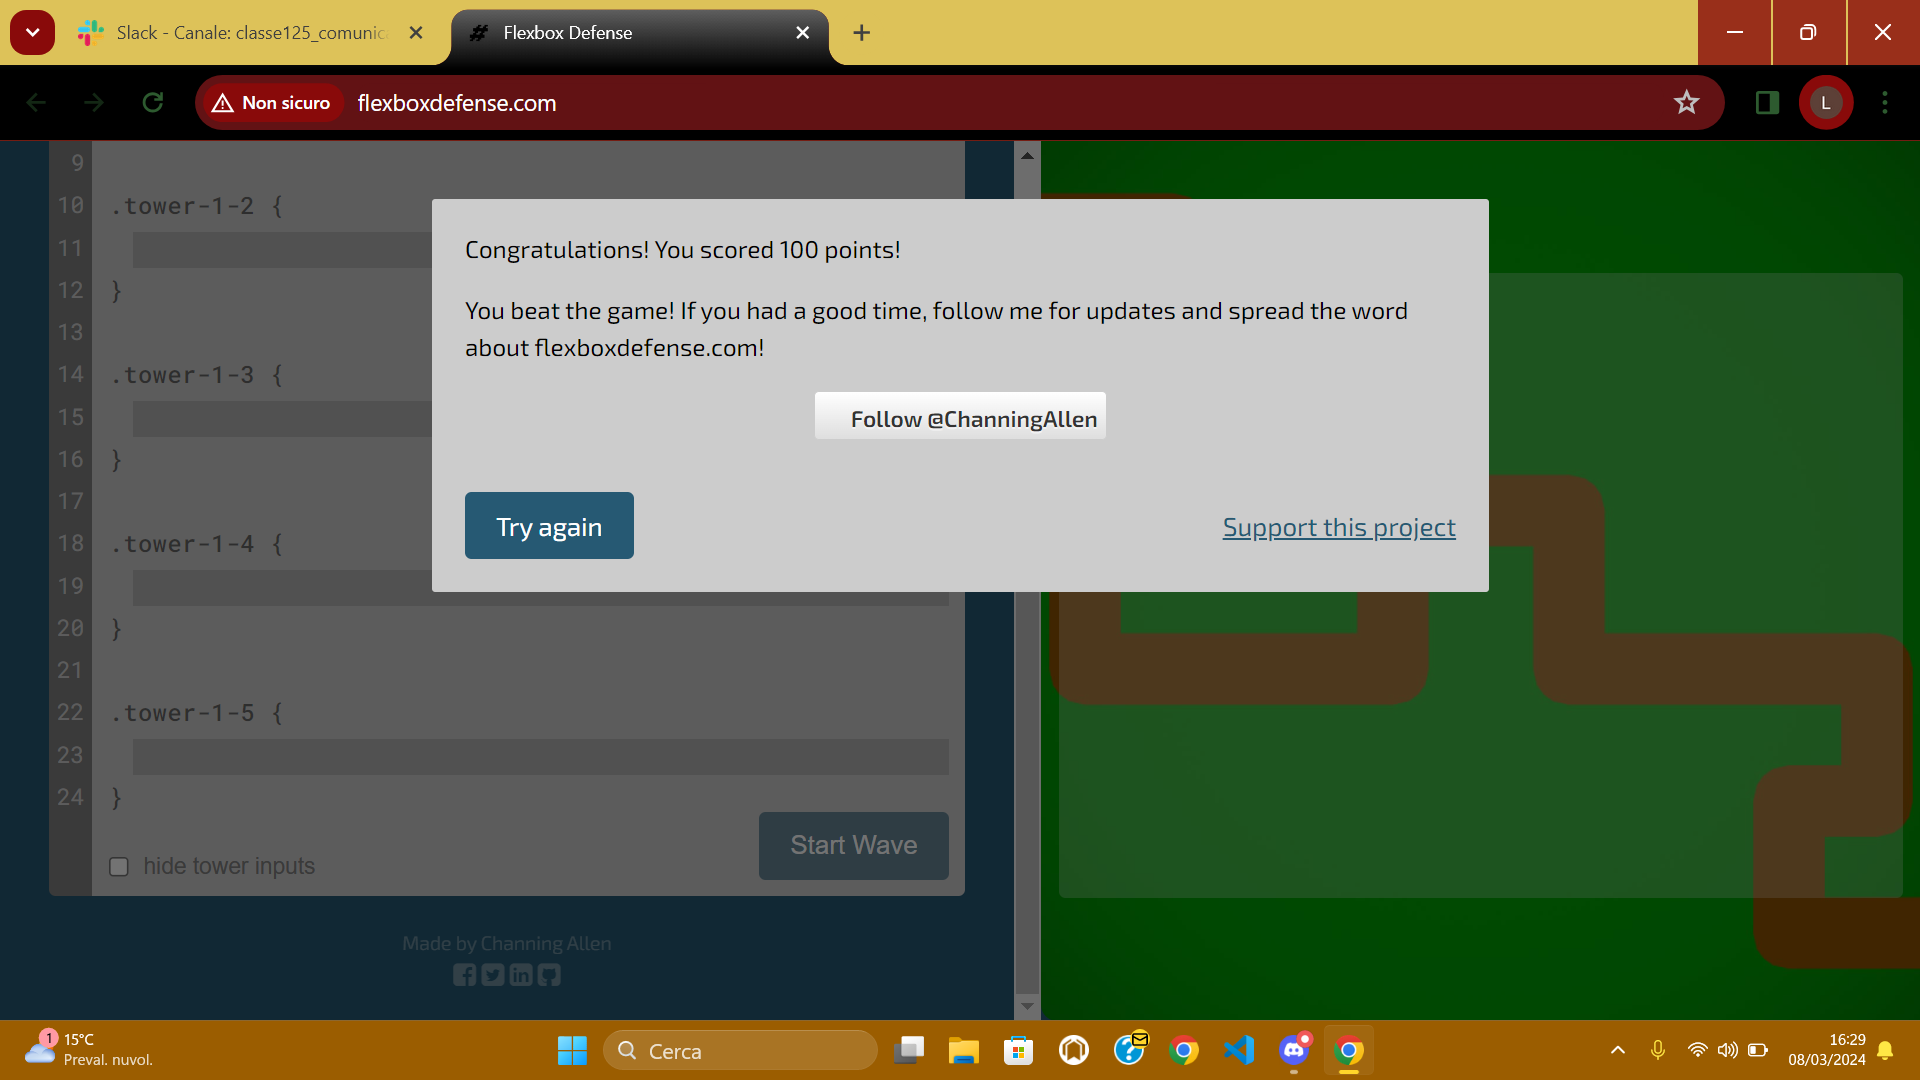 Slack - Canale: classe125_comunic
Flexbox Defense
Non sicuro
flexboxdefense.com
L
9
10 .tower-1-2 {
11
12 }
13
14 .tower-1-3 {
15
16 }
17
18 .tower-1-4 {
19
20 }
21
22 .tower-1-5 {
23
24 }
hide tower inputs
Start Wave
Made by Channing Allen
Congratulations! You scored 100 points!
You beat the game! If you had a good time, follow me for updates and spread the word
about flexboxdefense.com!
Follow @ChanningAllen
Try again
Support this project
1
15°C
Preval. nuvol.
Cerca
16:29
08/03/2024